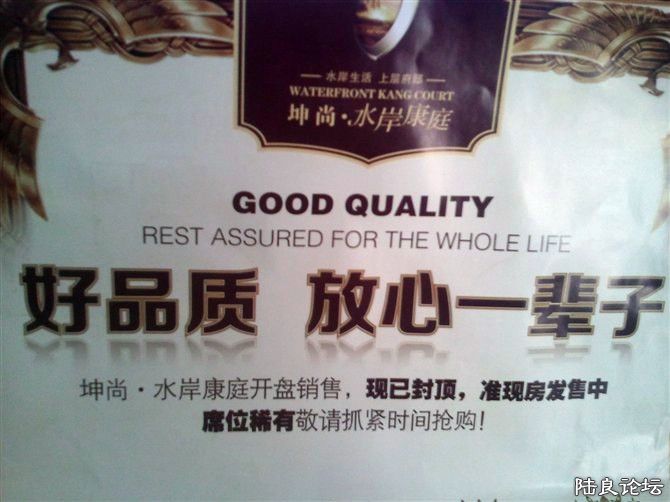 水岸生活 上层府邸
WATERFRONT KANG COURT
坤尚·水岸康庭
GOOD QUALITY
REST ASSURED FOR THE WHOLE LIFE
好品质 放心一辈子
坤尚·水岸康庭开盘销售，现已封顶，准现房发售中
席位稀有敬请抓紧时间抢购！
陆良论坛